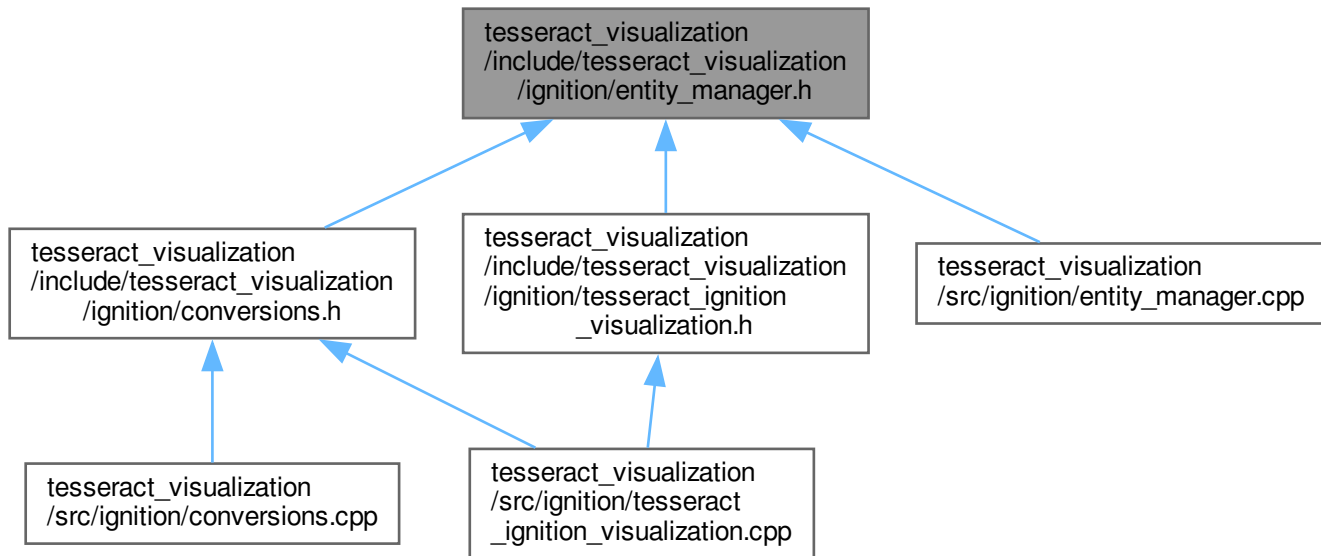 tesseract_visualization
/include/tesseract_visualization
/ignition/entity_manager.h
tesseract_visualization
/include/tesseract_visualization
/ignition/conversions.h
tesseract_visualization
/include/tesseract_visualization
/ignition/tesseract_ignition
_visualization.h
tesseract_visualization
/src/ignition/entity_manager.cpp
tesseract_visualization
/src/ignition/conversions.cpp
tesseract_visualization
/src/ignition/tesseract
_ignition_visualization.cpp